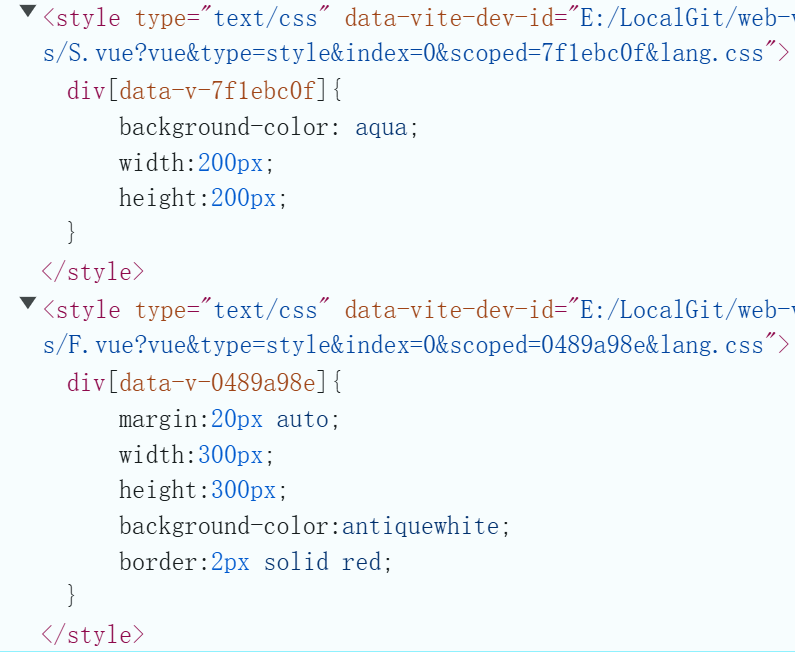 ▼<style type="text/css" data-vite-dev-id="E:/LocalGit/web-
s/S.vue?vue&type=style&index=0&scoped=7f1ebc0f&lang.css">
div[data-v-7f1ebc0f]{
background-color: aqua;
width:200px;
height:200px;
}
</style>
▼<style type="text/css" data-vite-dev-id="E:/LocalGit/web-
s/F.vue?vue&type=style&index=0&scoped=0489a98e&lang.css">
div[data-v-0489a98e]{
margin:20px auto;
width:300px;
height:300px;
background-color:antiquewhite;
border:2px solid red;
}
</style>